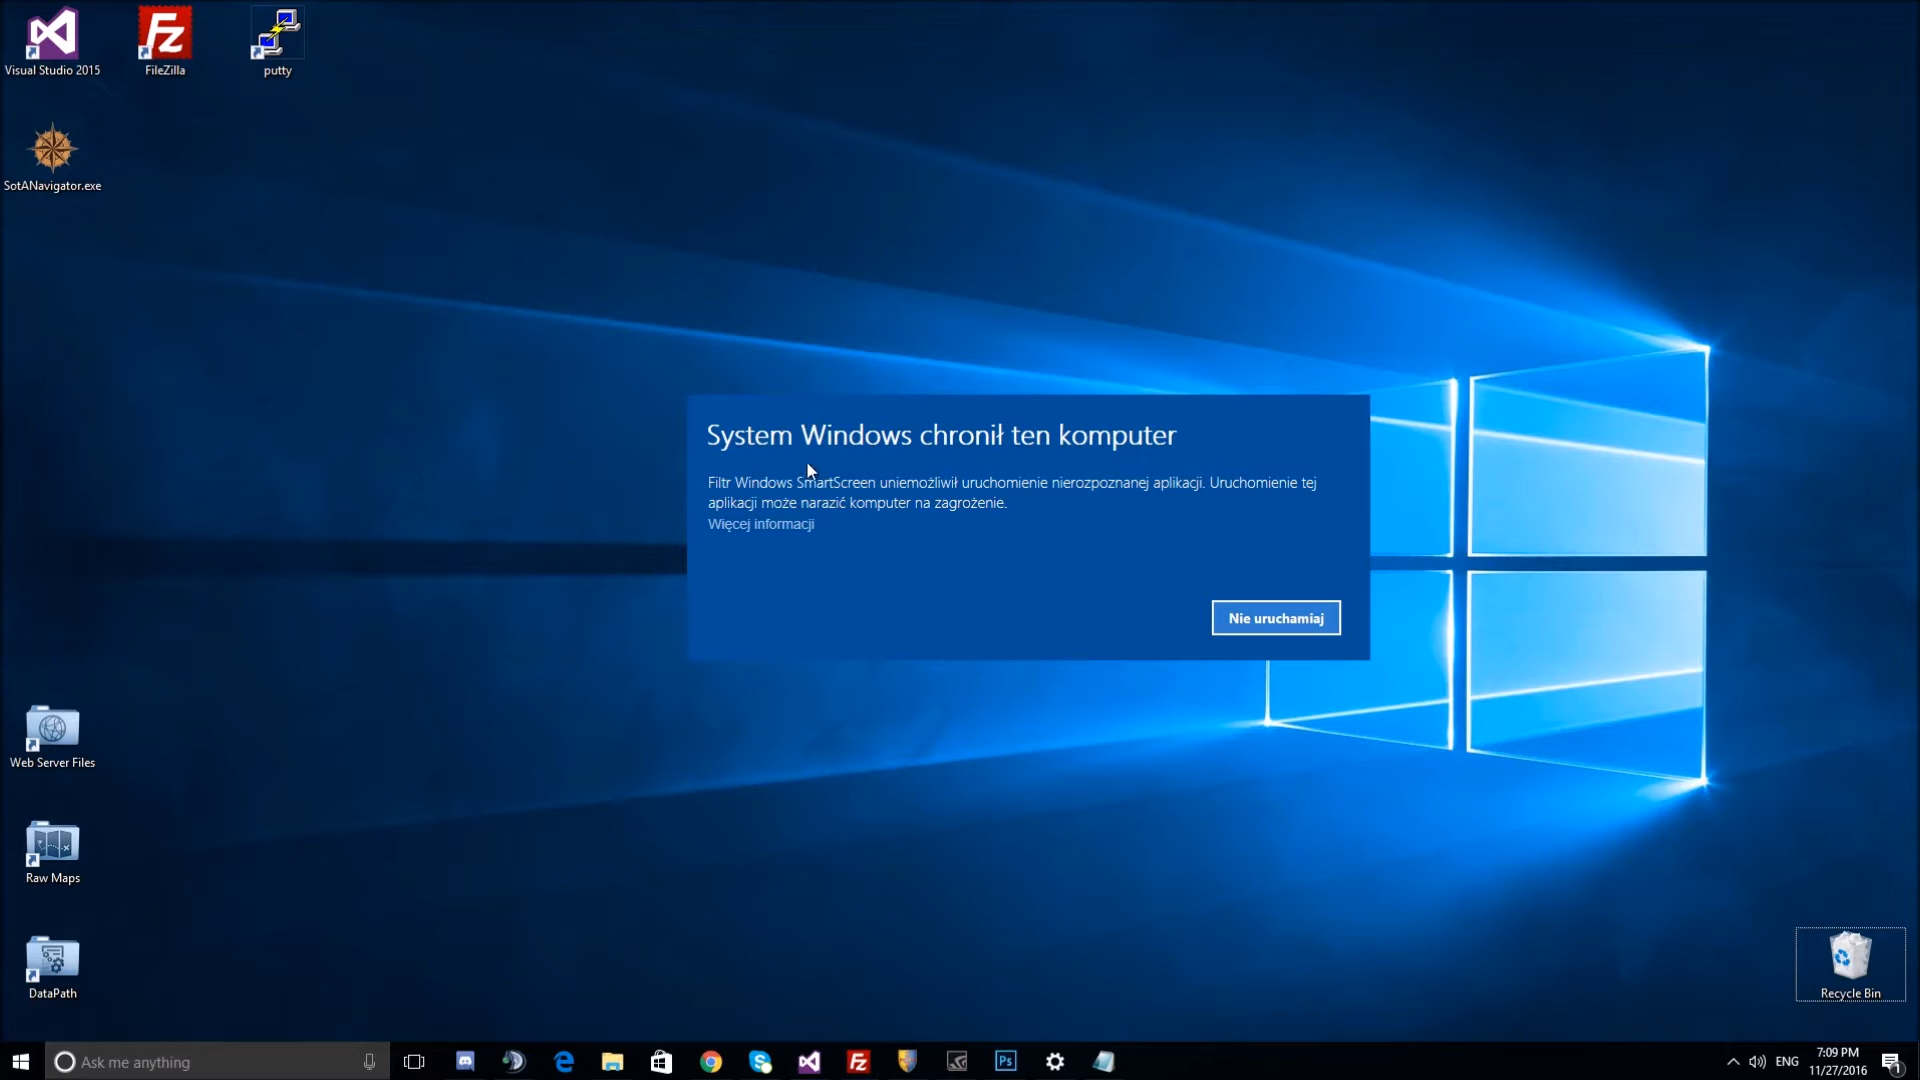 Visual Studio 2015
FileZilla
putty
SotANavigator.exe
System Windows chronił ten komputer
Filtr Windows SmartScreen uniemożliwił uruchomienie nierozpoznanej aplikacji. Uruchomienie tej
aplikacji może narazić komputer na zagrożenie.
Więcej informacji
Nie uruchamiaj
Web Server Files
Raw Maps
DataPath
Recycle Bin
Ask me anything
Ps
ENG
7:09 PM
11/27/2016
1